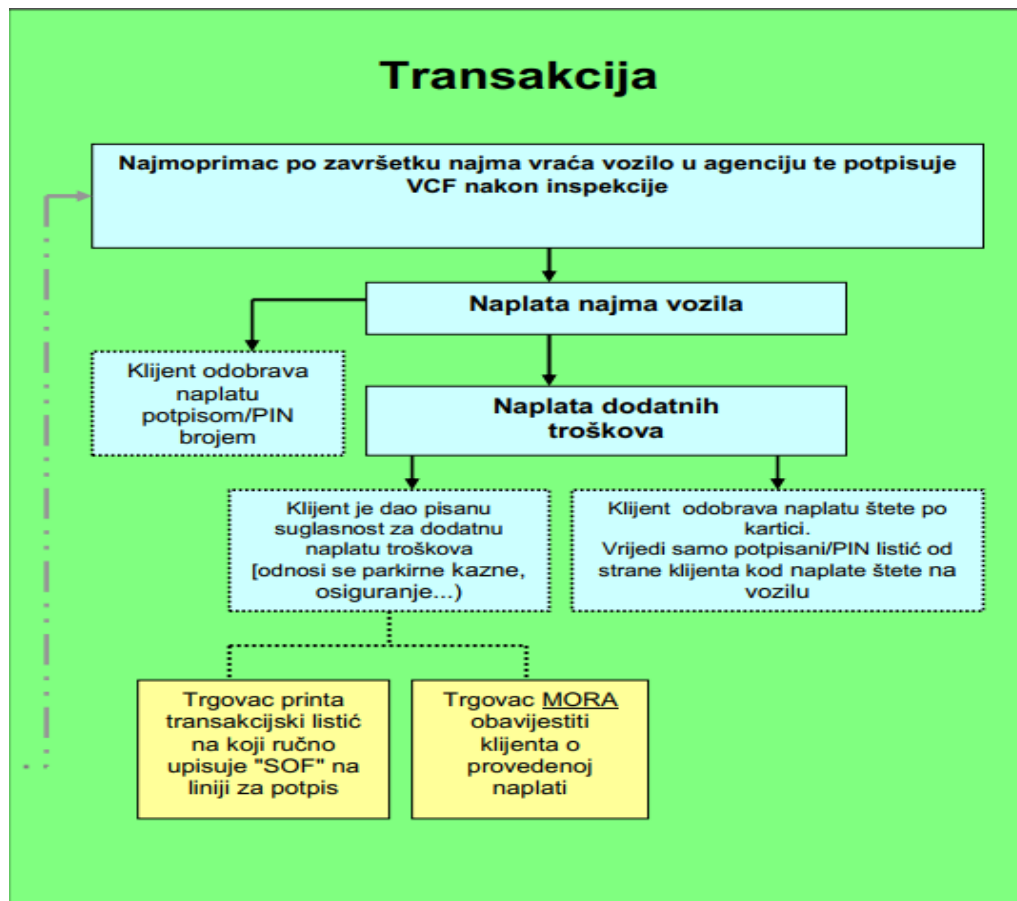 Transakcija
Najmoprimac po završetku najma vraća vozilo u agenciju te potpisuje
VCF nakon inspekcije
Naplata najma vozila
Klijent odobrava
naplatu
potpisom/PIN
brojem
Naplata dodatnih
troškova
Klijent je dao pisanu
suglasnost za dodatnu
naplatu troškova
[odnosi se parkirne kazne,
osiguranje...)
Klijent odobrava naplatu štete po
kartici.
Vrijedi samo potpisani/PIN listić od
strane klijenta kod naplate štete na
vozilu
Trgovac printa
transakcijski listić
na koji ručno
upisuje "SOF" na
liniji za potpis
Trgovac MORA
obavijestiti
klijenta o
provedenoj
naplati